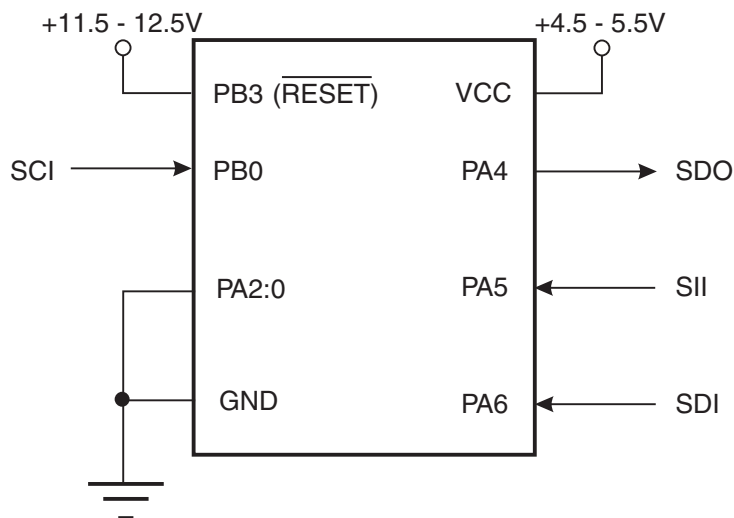 +11.5 - 12.5V
+4.5 - 5.5V
PB3 (RESET)
VCC
SCI
PB0
PA4
SDO
PA2:0
PA5
SII
GND
PA6
SDI